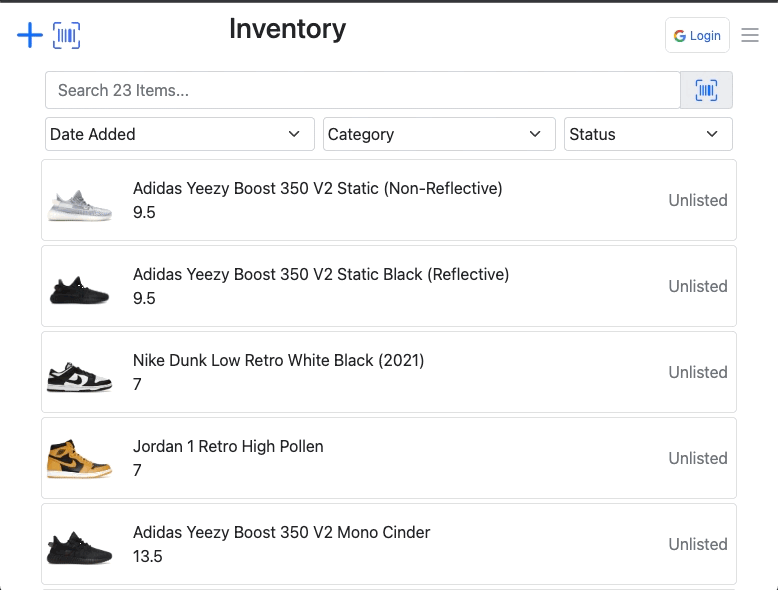 Inventory
Login
Search 23 Items...
Date Added
Category
Status
Adidas Yeezy Boost 350 V2 Static (Non-Reflective)
9.5
Unlisted
Adidas Yeezy Boost 350 V2 Static Black (Reflective)
9.5
Unlisted
Nike Dunk Low Retro White Black (2021)
7
Unlisted
Jordan 1 Retro High Pollen
7
Unlisted
Adidas Yeezy Boost 350 V2 Mono Cinder
13.5
Unlisted